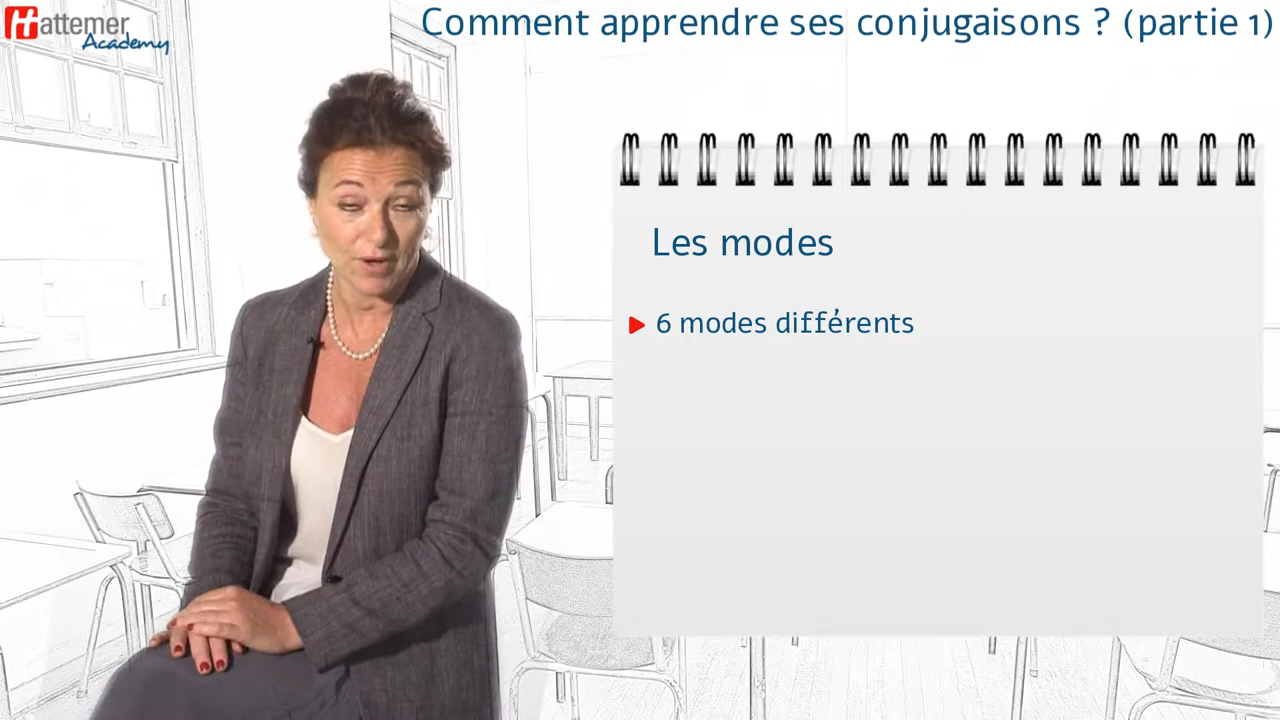 Hattemer
Academy
Comment apprendre ses conjugaisons ? (partie 1)
Les modes
6 modes différents